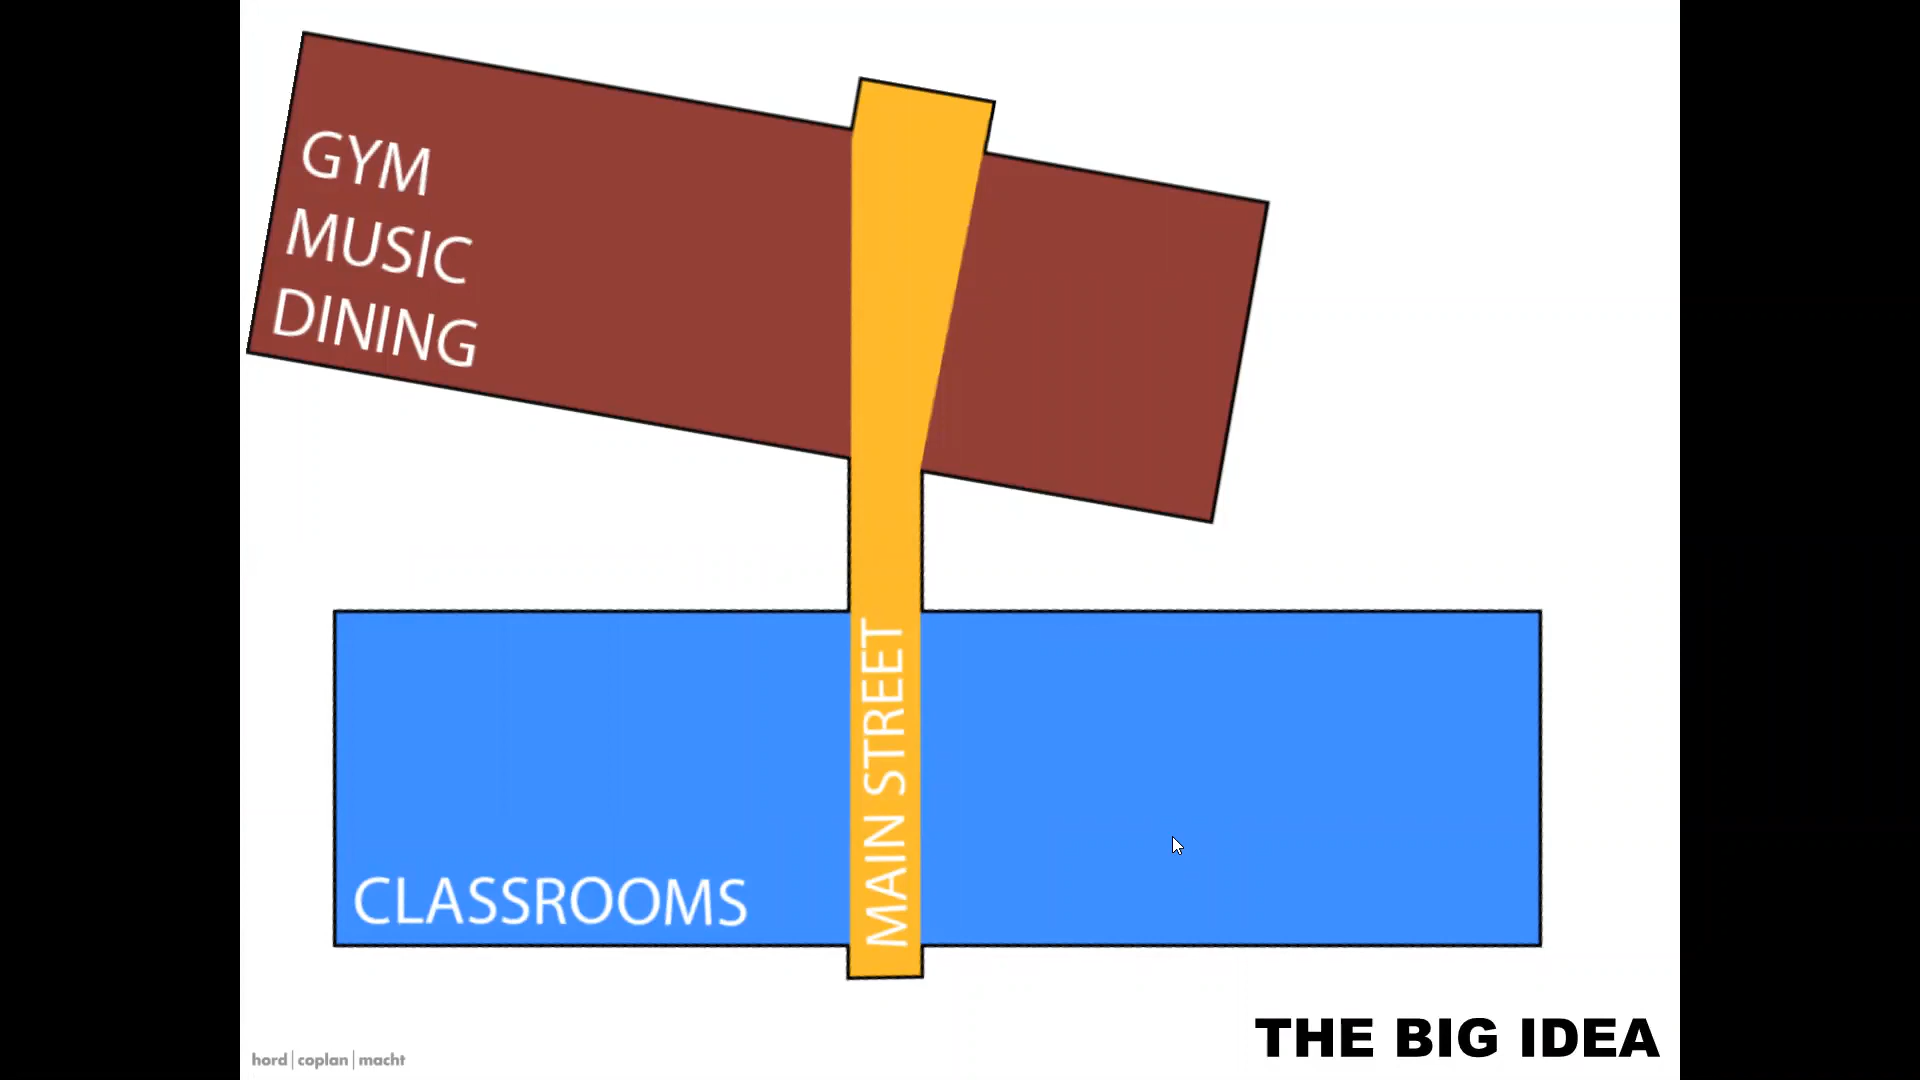 GYM
MUSIC
DINING
MAIN STREET
CLASSROOMS
THE BIG IDEA
hord|coplan|macht